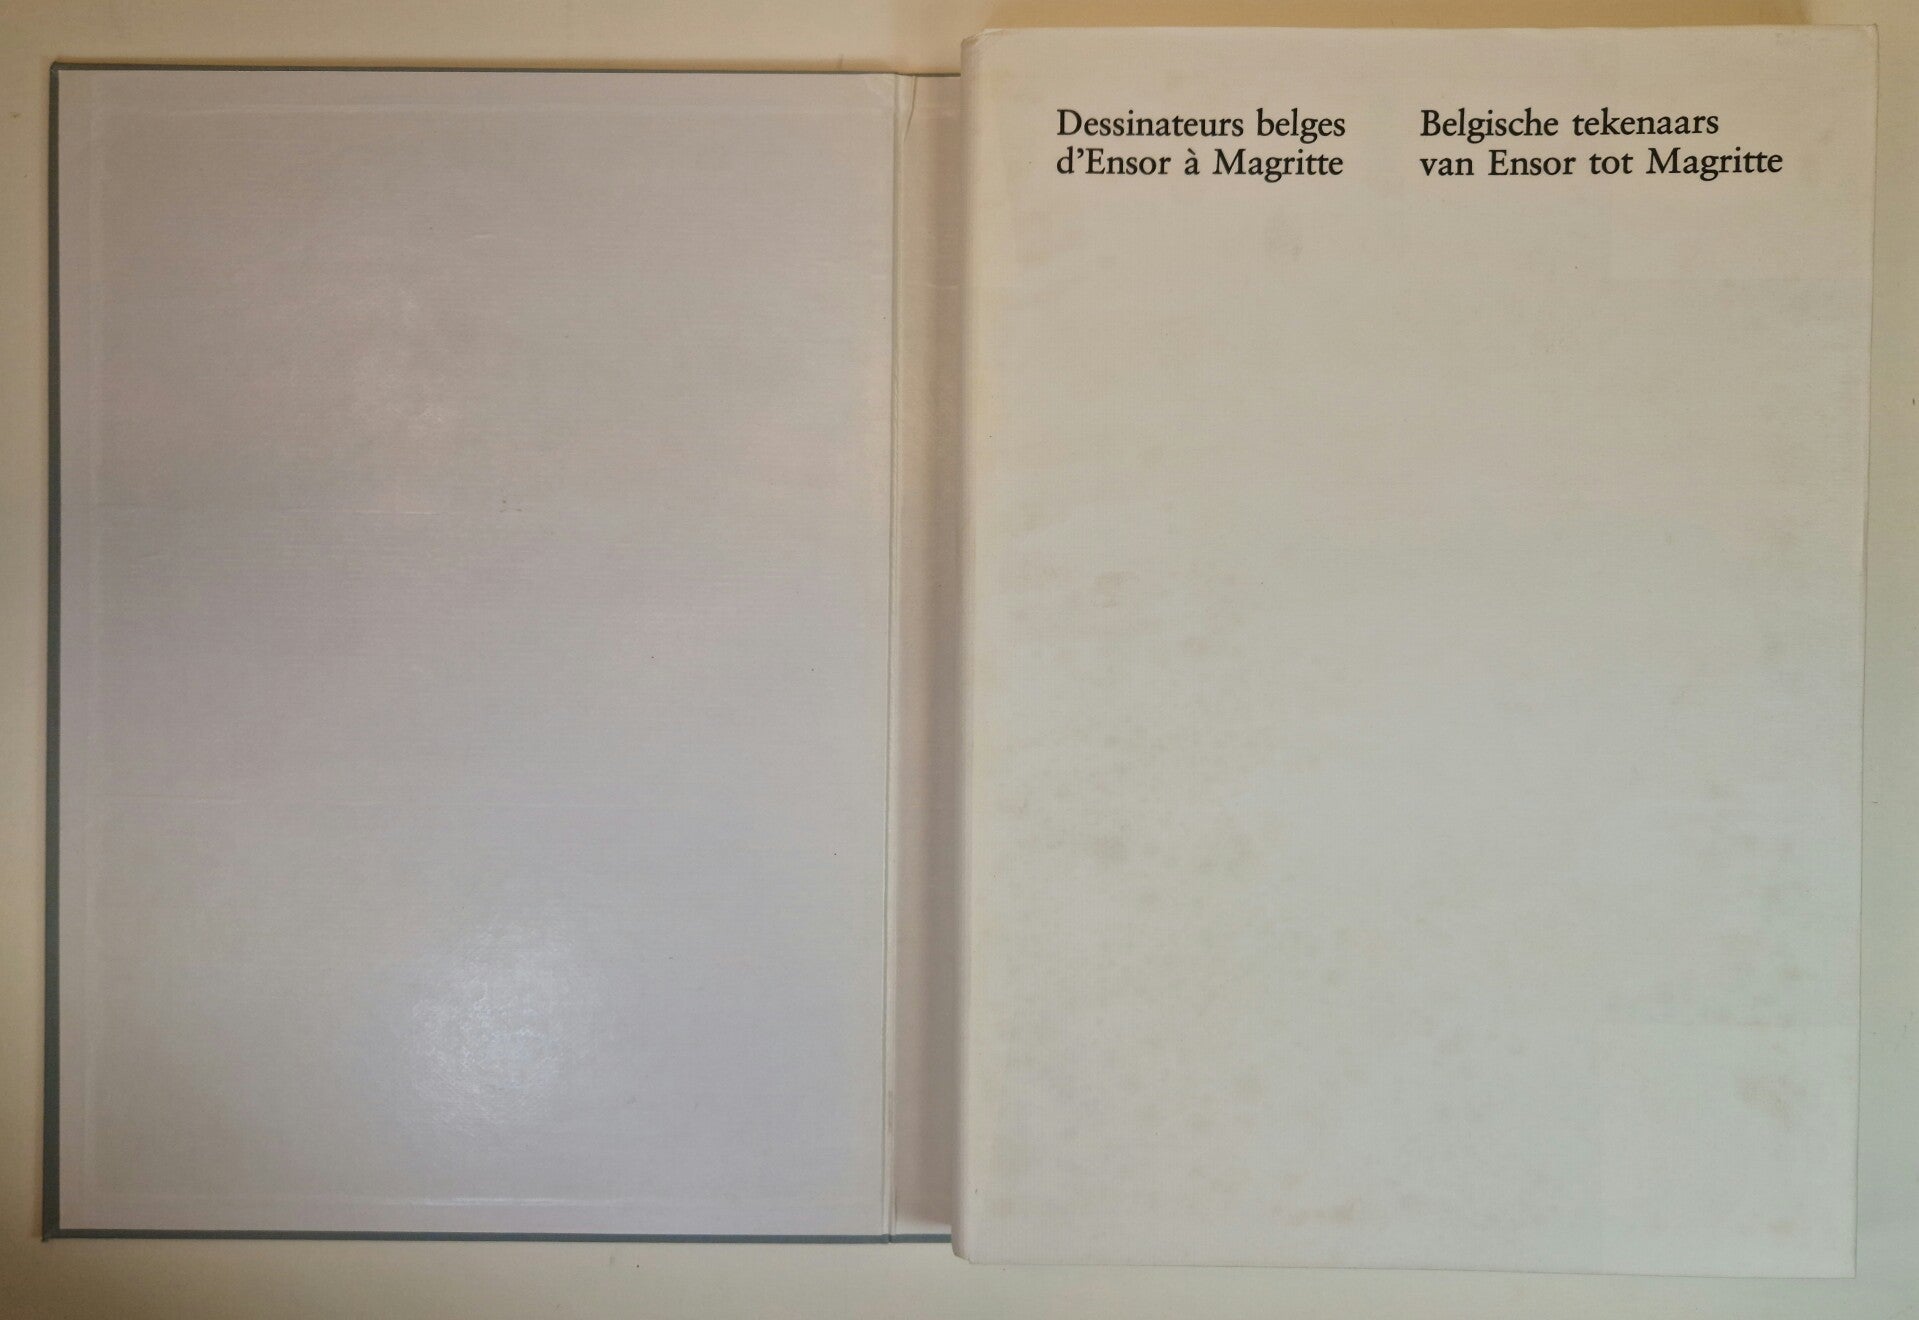 Dessinateurs belges
d'Ensor à Magritte
Belgische tekenaars
van Ensor tot Magritte